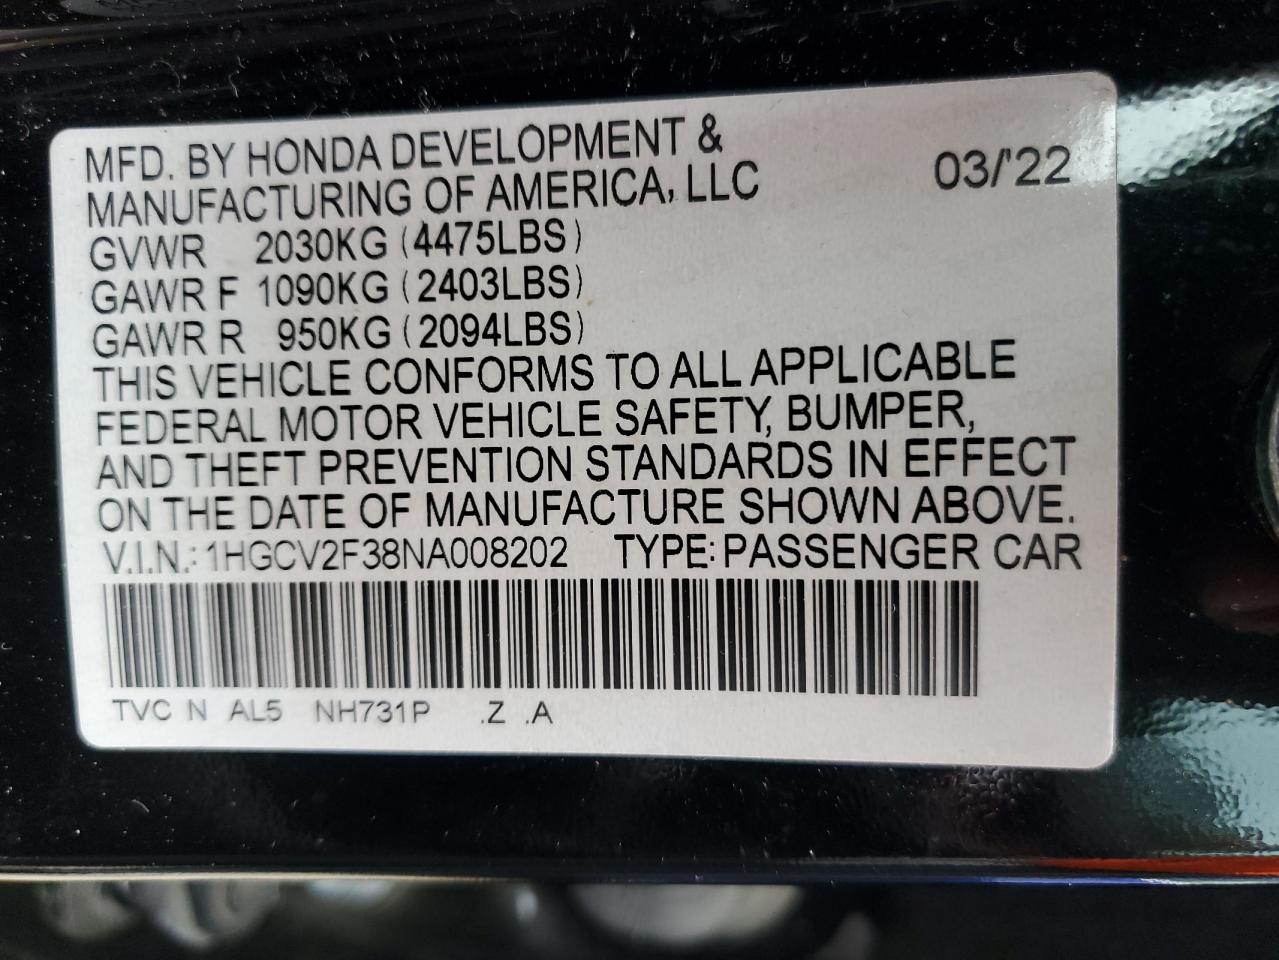 MFD. BY HONDA DEVELOPMENT &
MANUFACTURING OF AMERICA, LLC 03/'22
GVWR 2030KG (4475LBS)
GAWR F 1090KG (2403LBS)
GAWR R 950KG (2094LBS)
THIS VEHICLE CONFORMS TO ALL APPLICABLE
FEDERAL MOTOR VEHICLE SAFETY, BUMPER,
AND THEFT PREVENTION STANDARDS IN EFFECT
ON THE DATE OF MANUFACTURE SHOWN ABOVE.
V.I.N.: 1HGCV2F38NA008202 TYPE: PASSENGER CAR
TVC N AL5 NH731P .Z .A